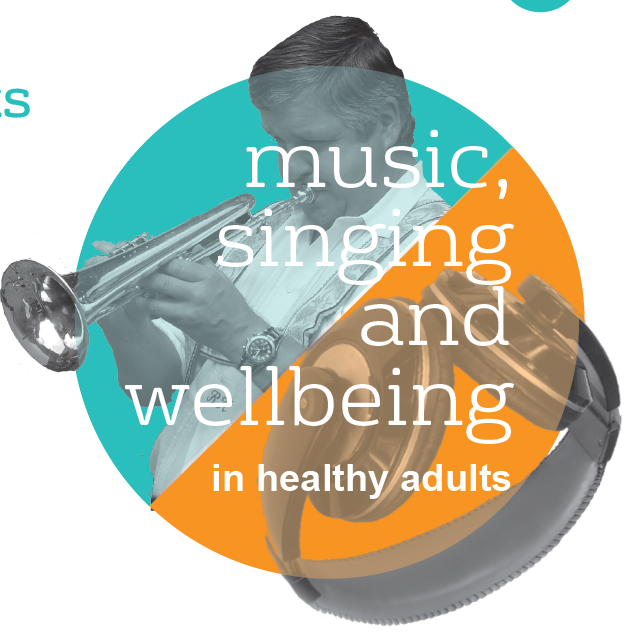 music,
singing
and
wellbeing
in healthy adults